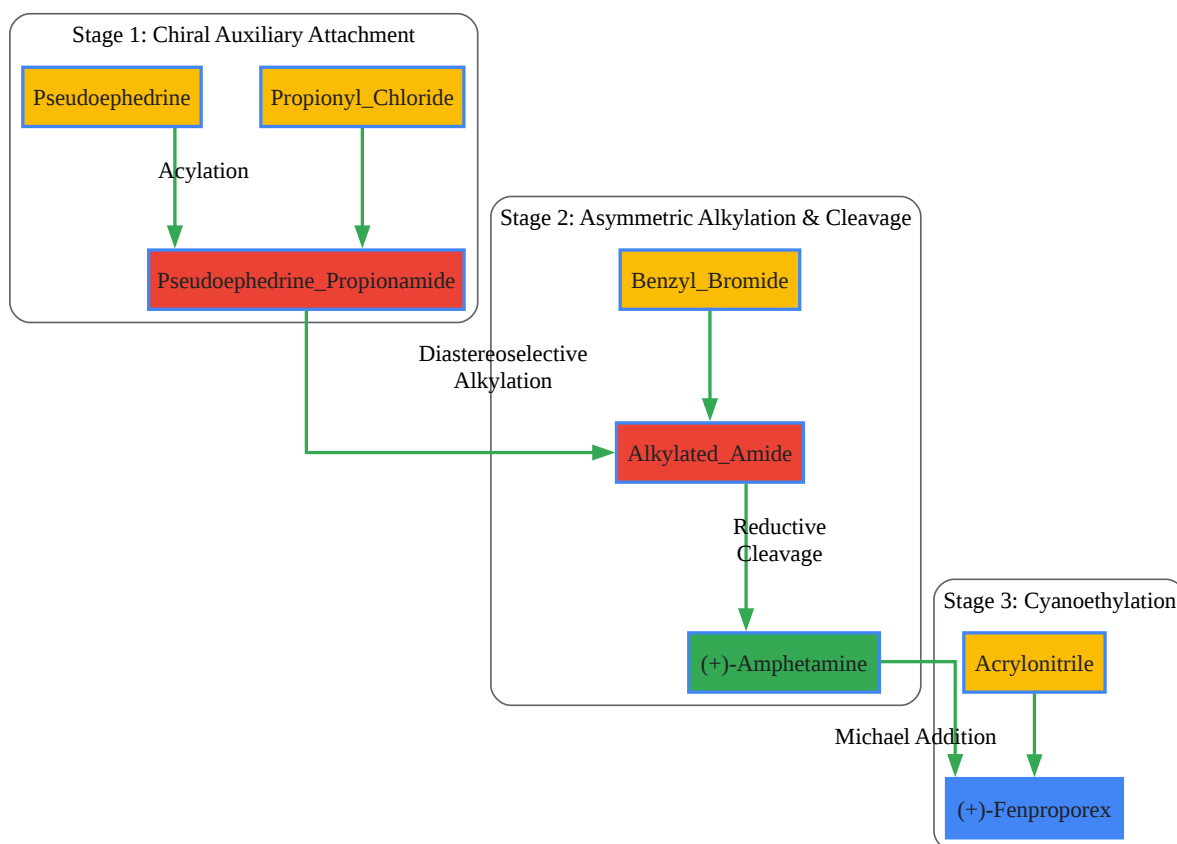 Stage 1: Chiral Auxiliary Attachment
Pseudoephedrine
Propionyl_Chloride
Acylation
Pseudoephedrine_Propionamide
Stage 2: Asymmetric Alkylation & Cleavage
Benzyl_Bromide
Diastereoselective
Alkylation
Alkylated_Amide
Reductive
Cleavage
(+)-Amphetamine
Stage 3: Cyanoethylation
Acrylonitrile
Michael Addition
(+)-Fenproporex